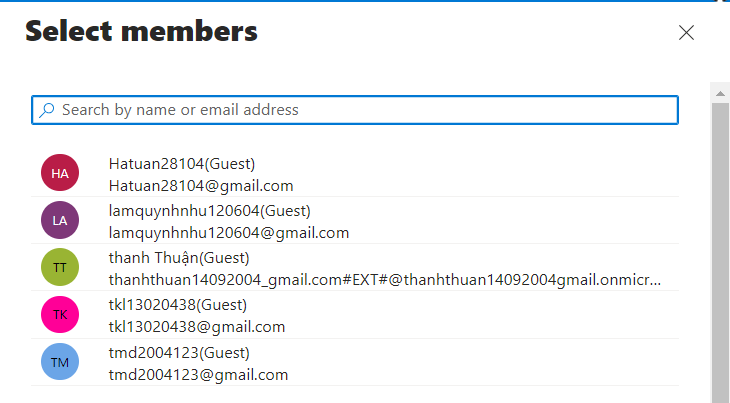 Select members
Search by name or email address
HA
Hatuan28104(Guest)
Hatuan28104@gmail.com
LA
lamquynhnhu120604(Guest)
lamquynhnhu120604@gmail.com
TT
thanh Thuận(Guest)
thanhthuan14092004_gmail.com#EXT#@thanhthuan14092004gmail.onmicr...
TK
tkl13020438(Guest)
tkl13020438@gmail.com
TM
tmd2004123(Guest)
tmd2004123@gmail.com